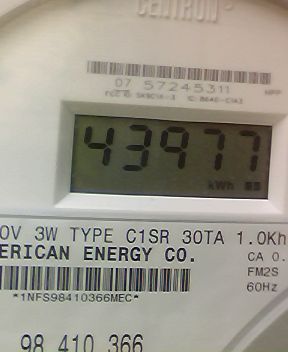 CENTRON
07 57245311
43977
kWh
0V 3W TYPE C1SR 30TA 1.0Kh
ERICAN ENERGY CO.
CA 0.
FM2S
60Hz
*1NFS98410366MEC*
98 410 366